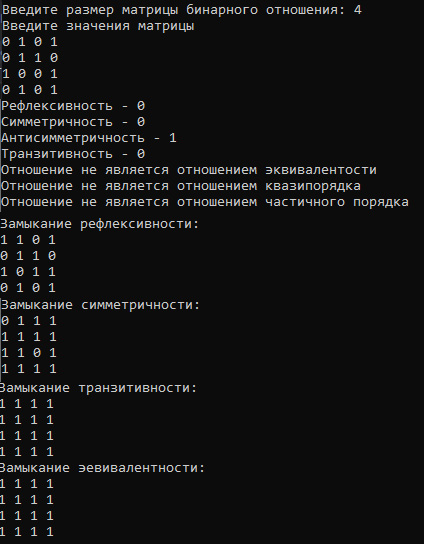 Введите размер матрицы бинарного отношения: 4
Введите значения матрицы
0 1 0 1
0 1 1 0
1 0 0 1
0 1 0 1
Рефлексивность - 0
Симметричность - 0
Антисимметричность - 1
Транзитивность - 0
Отношение не является отношением эквивалентости
Отношение не является отношением квазипорядка
Отношение не является отношением частичного порядка
Замыкание рефлексивности:
1 1 0 1
0 1 1 0
1 0 1 1
0 1 0 1
Замыкание симметричности:
0 1 1 1
1 1 1 1
1 1 0 1
1 1 1 1
Замыкание транзитивности:
1 1 1 1
1 1 1 1
1 1 1 1
1 1 1 1
Замыкание эевивалентности:
1 1 1 1
1 1 1 1
1 1 1 1
1 1 1 1